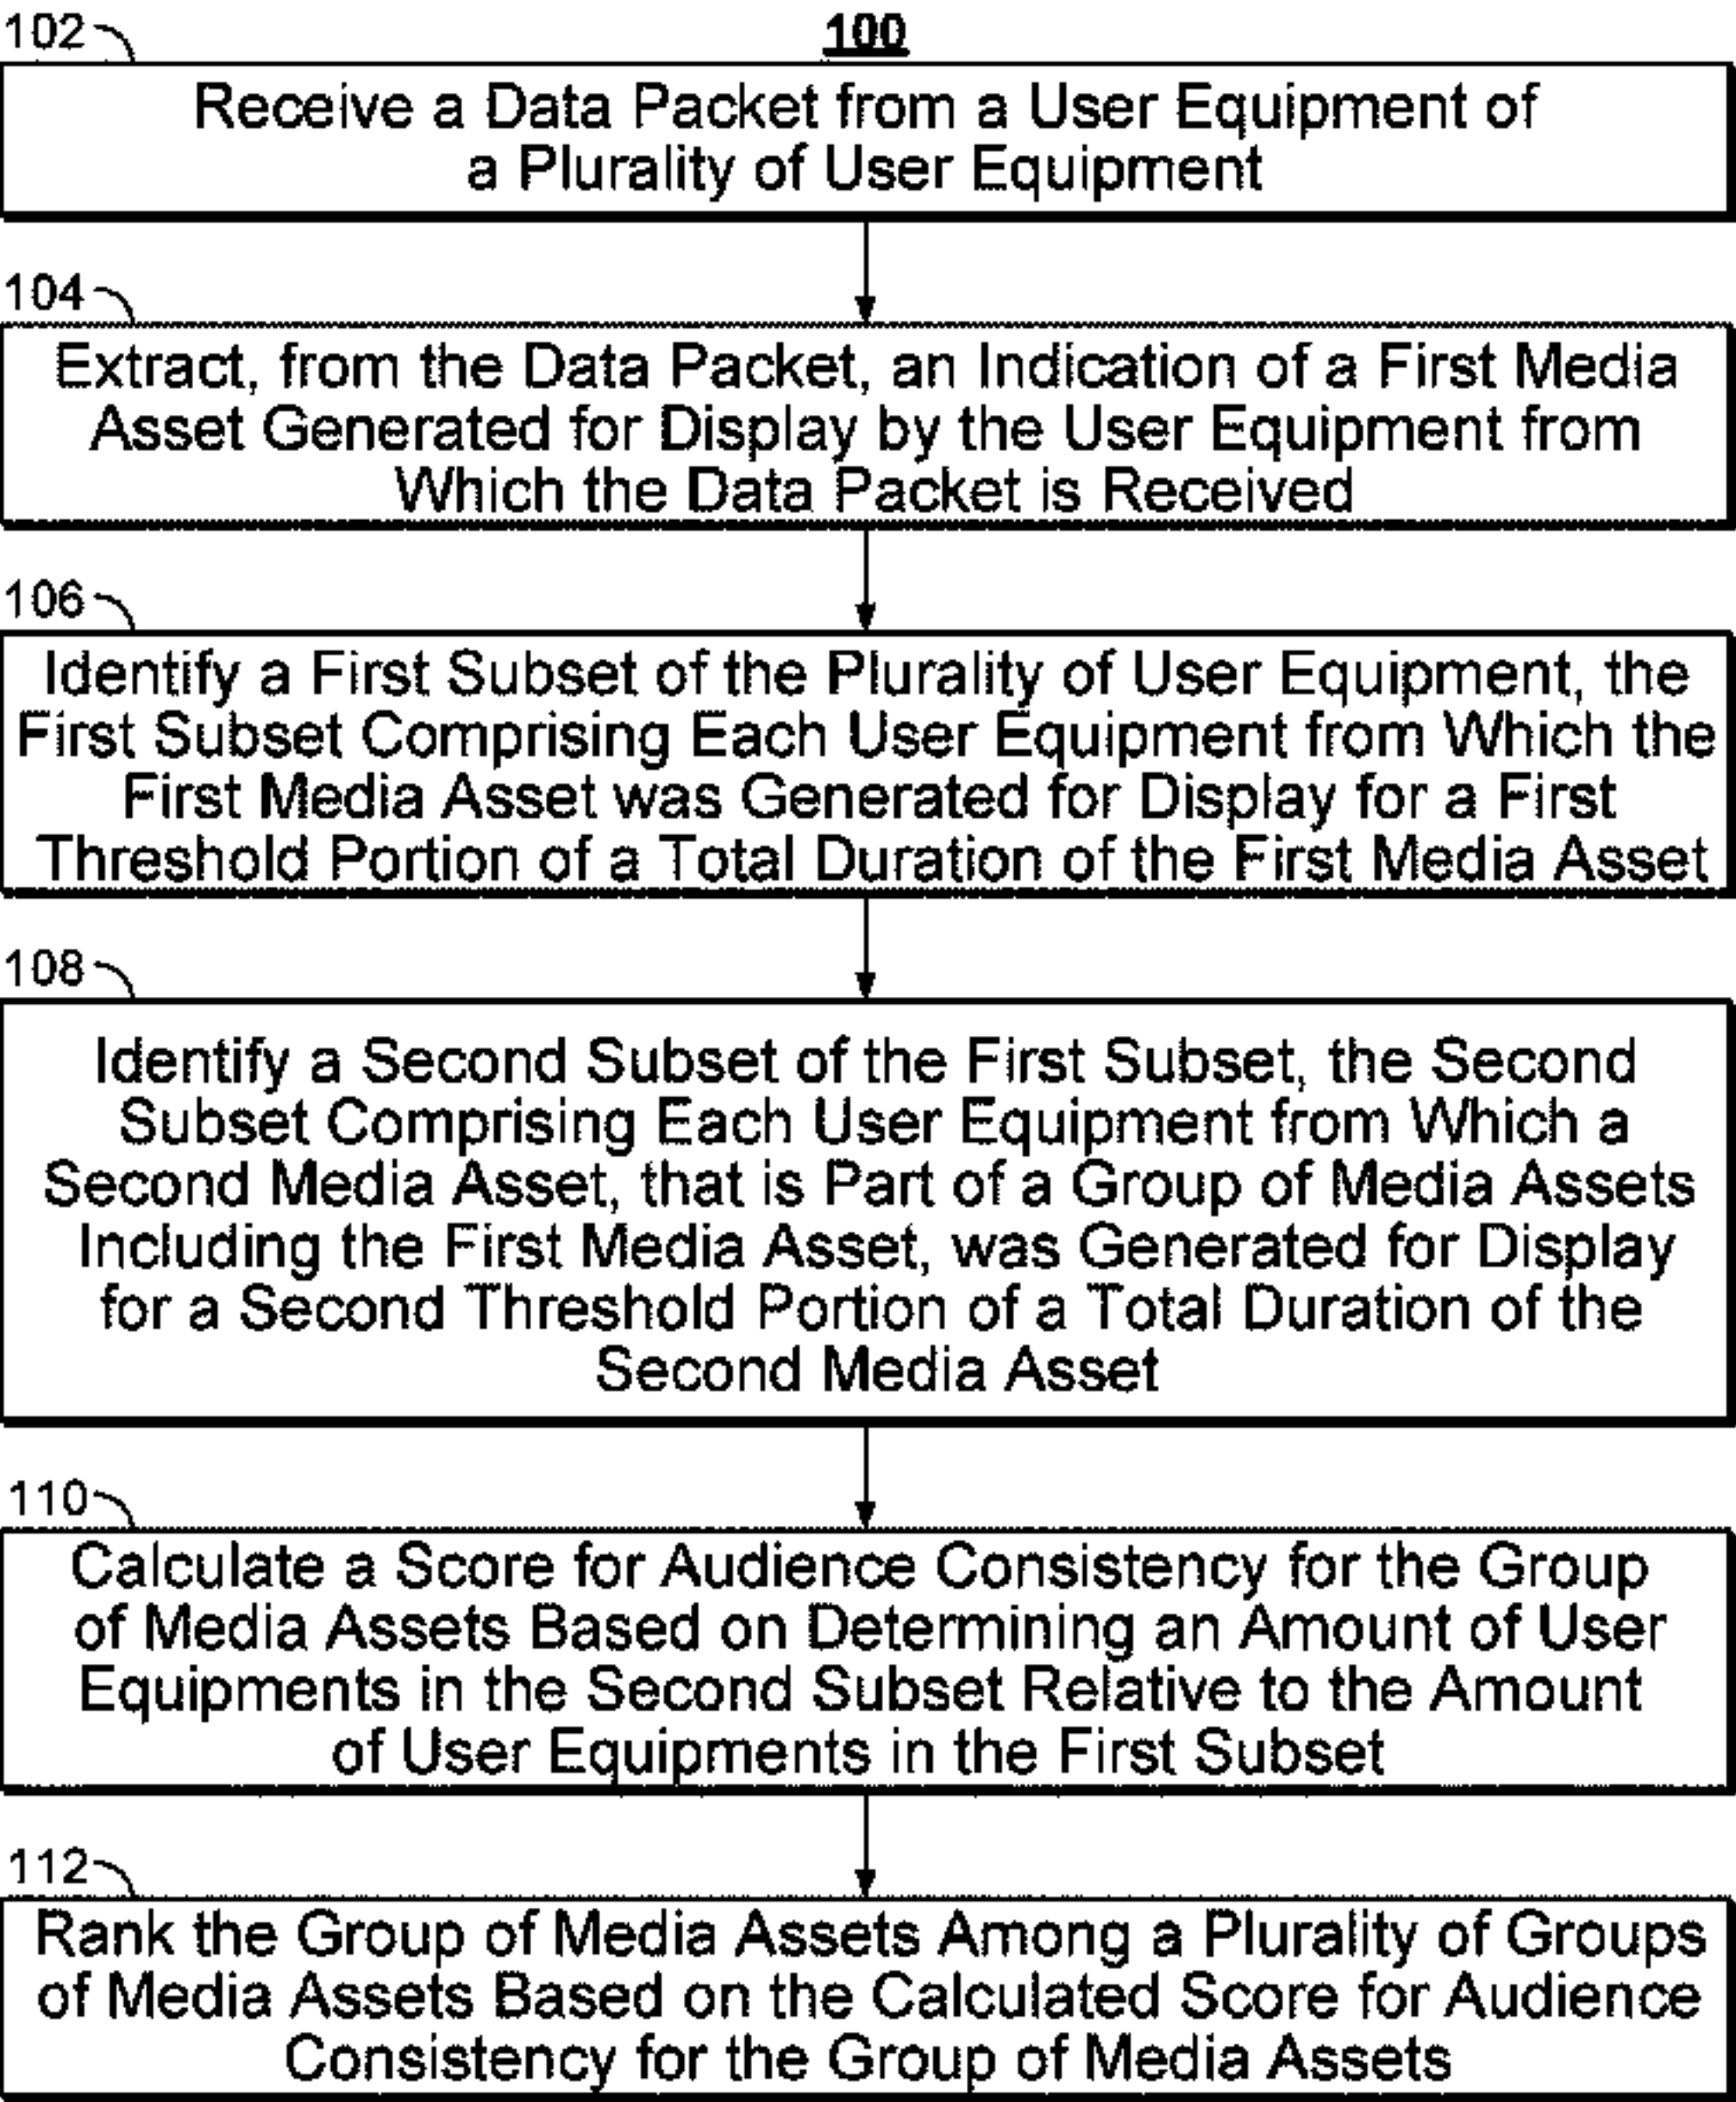 100
102
Receive a Data Packet from a User Equipment of
a Plurality of User Equipment
104
Extract, from the Data Packet, an Indication of a First Media
Asset Generated for Display by the User Equipment from
Which the Data Packet is Received
106
Identify a First Subset of the Plurality of User Equipment, the
First Subset Comprising Each User Equipment from Which the
First Media Asset was Generated for Display for a First
Threshold Portion of a Total Duration of the First Media Asset
108
Identify a Second Subset of the First Subset, the Second
Subset Comprising Each User Equipment from Which a
Second Media Asset, that is Part of a Group of Media Assets
Including the First Media Asset, was Generated for Display
for a Second Threshold Portion of a Total Duration of the
Second Media Asset
110
Calculate a Score for Audience Consistency for the Group
of Media Assets Based on Determining an Amount of User
Equipments in the Second Subset Relative to the Amount
of User Equipments in the First Subset
112
Rank the Group of Media Assets Among a Plurality of Groups
of Media Assets Based on the Calculated Score for Audience
Consistency for the Group of Media Assets